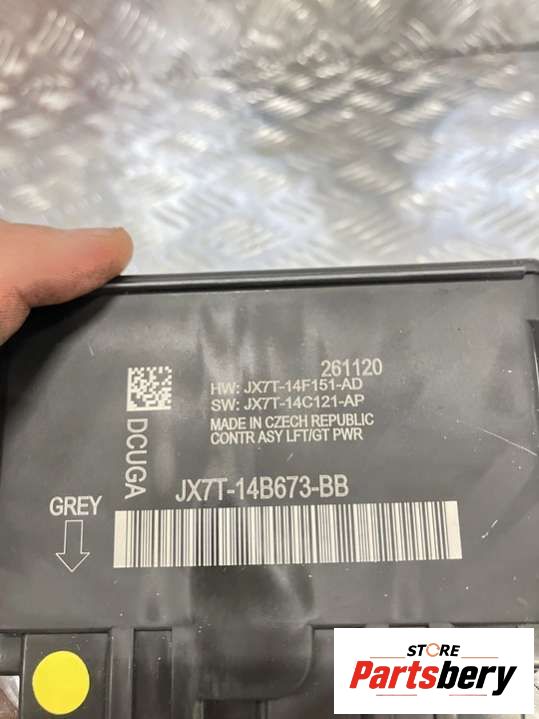 261120
HW: JX7T-14F151-AD
SW: JX7T-14C121-AP
MADE IN CZECH REPUBLIC
CONTR ASY LFT/GT PWR
DCUGA
JX7T-14B673-BB
GREY
STORE
Partsbery